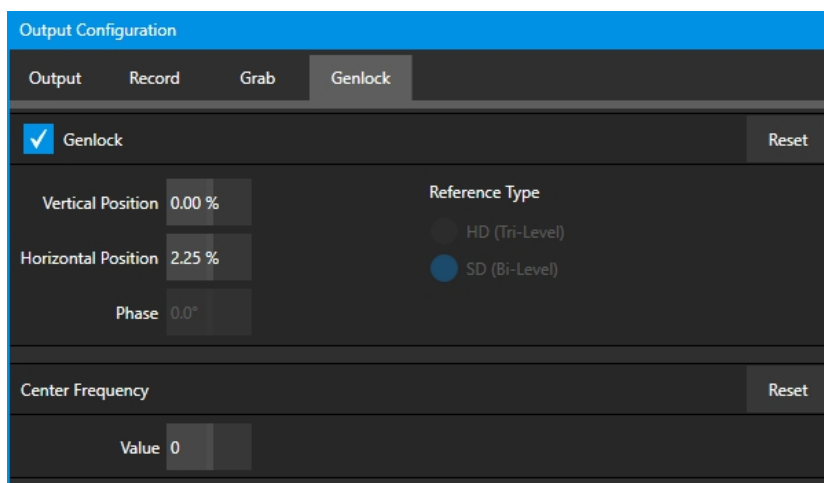 Output Configuration
Output Record Grab Genlock
Genlock Reset
Vertical Position 0.00 %
Reference Type
HD (Tri-Level)
Horizontal Position 2.25 %
SD (Bi-Level)
Phase 0.0°
Center Frequency Reset
Value 0